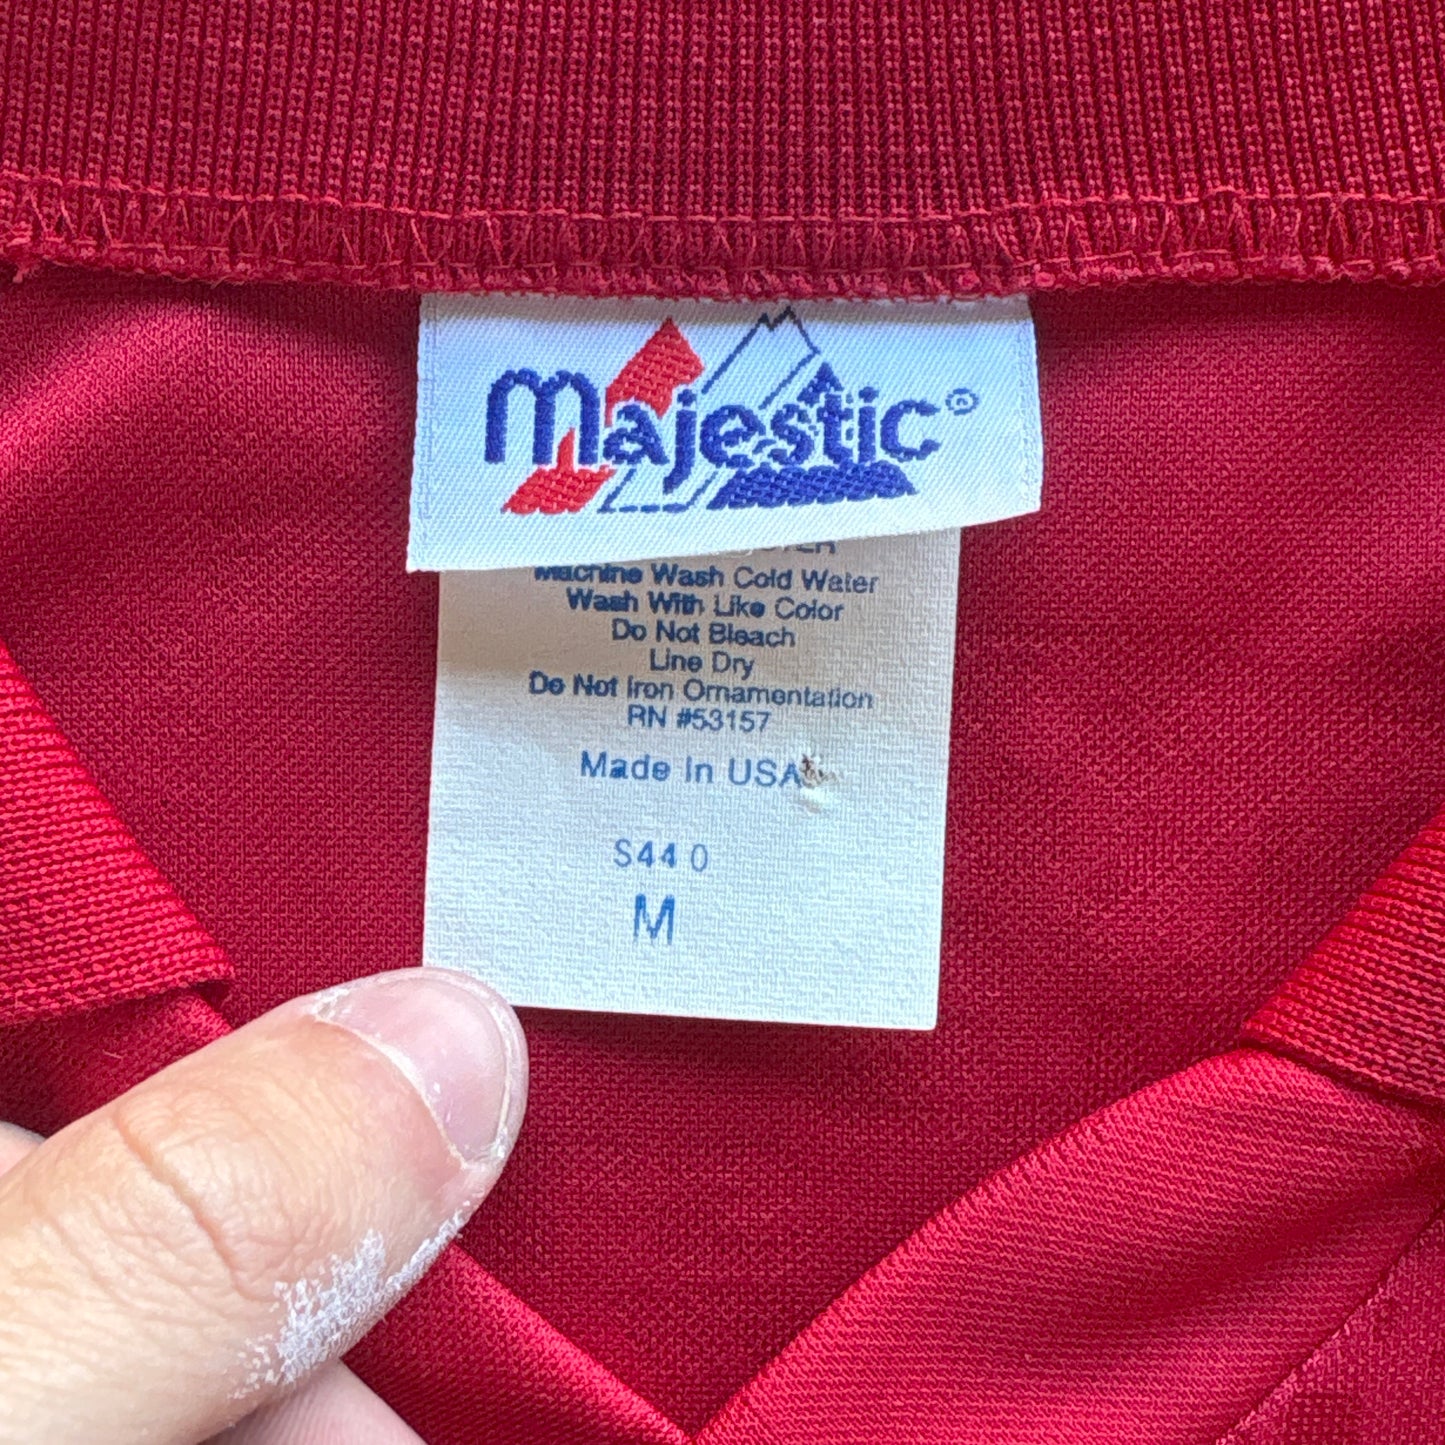 Majestic®
Machine Wash Cold Water
Wash With Like Color
Do Not Bleach
Line Dry
Do Not Iron Ornamentation
RN #53157
Made In USA
S44 0
M